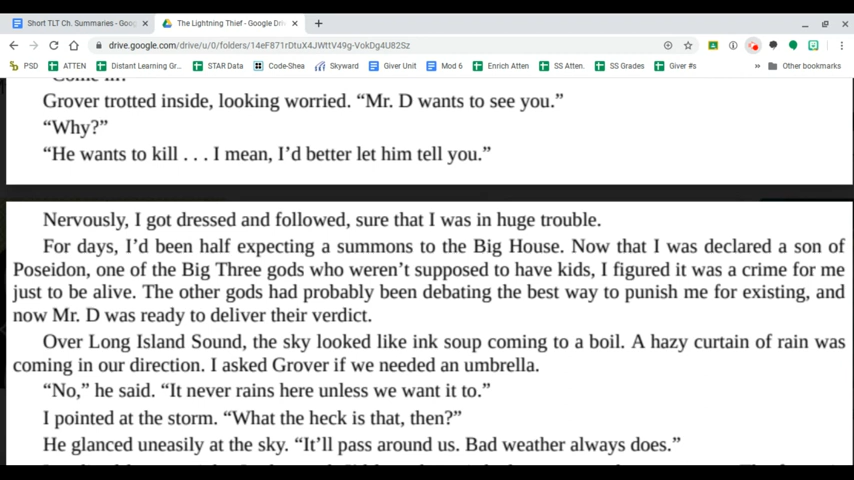 Short TLT Ch. Summaries - Goog
The Lightning Thief - Google Driv
drive.google.com/drive/u/0/folders/14eF871rDtuX4JWttV49g-VokDg4U82Sz
PSD
ATTEN
Distant Learning Gr...
STAR Data
Code-Shea
Skyward
Giver Unit
Mod 6
Enrich Atten
SS Atten.
SS Grades
Giver #s
Other bookmarks
“Come in?”
Grover trotted inside, looking worried. “Mr. D wants to see you.”
“Why?”
“He wants to kill . . . I mean, I’d better let him tell you.”
Nervously, I got dressed and followed, sure that I was in huge trouble.
For days, I’d been half expecting a summons to the Big House. Now that I was declared a son of
Poseidon, one of the Big Three gods who weren’t supposed to have kids, I figured it was a crime for me
just to be alive. The other gods had probably been debating the best way to punish me for existing, and
now Mr. D was ready to deliver their verdict.
Over Long Island Sound, the sky looked like ink soup coming to a boil. A hazy curtain of rain was
coming in our direction. I asked Grover if we needed an umbrella.
“No,” he said. “It never rains here unless we want it to.”
I pointed at the storm. “What the heck is that, then?”
He glanced uneasily at the sky. “It’ll pass around us. Bad weather always does.”